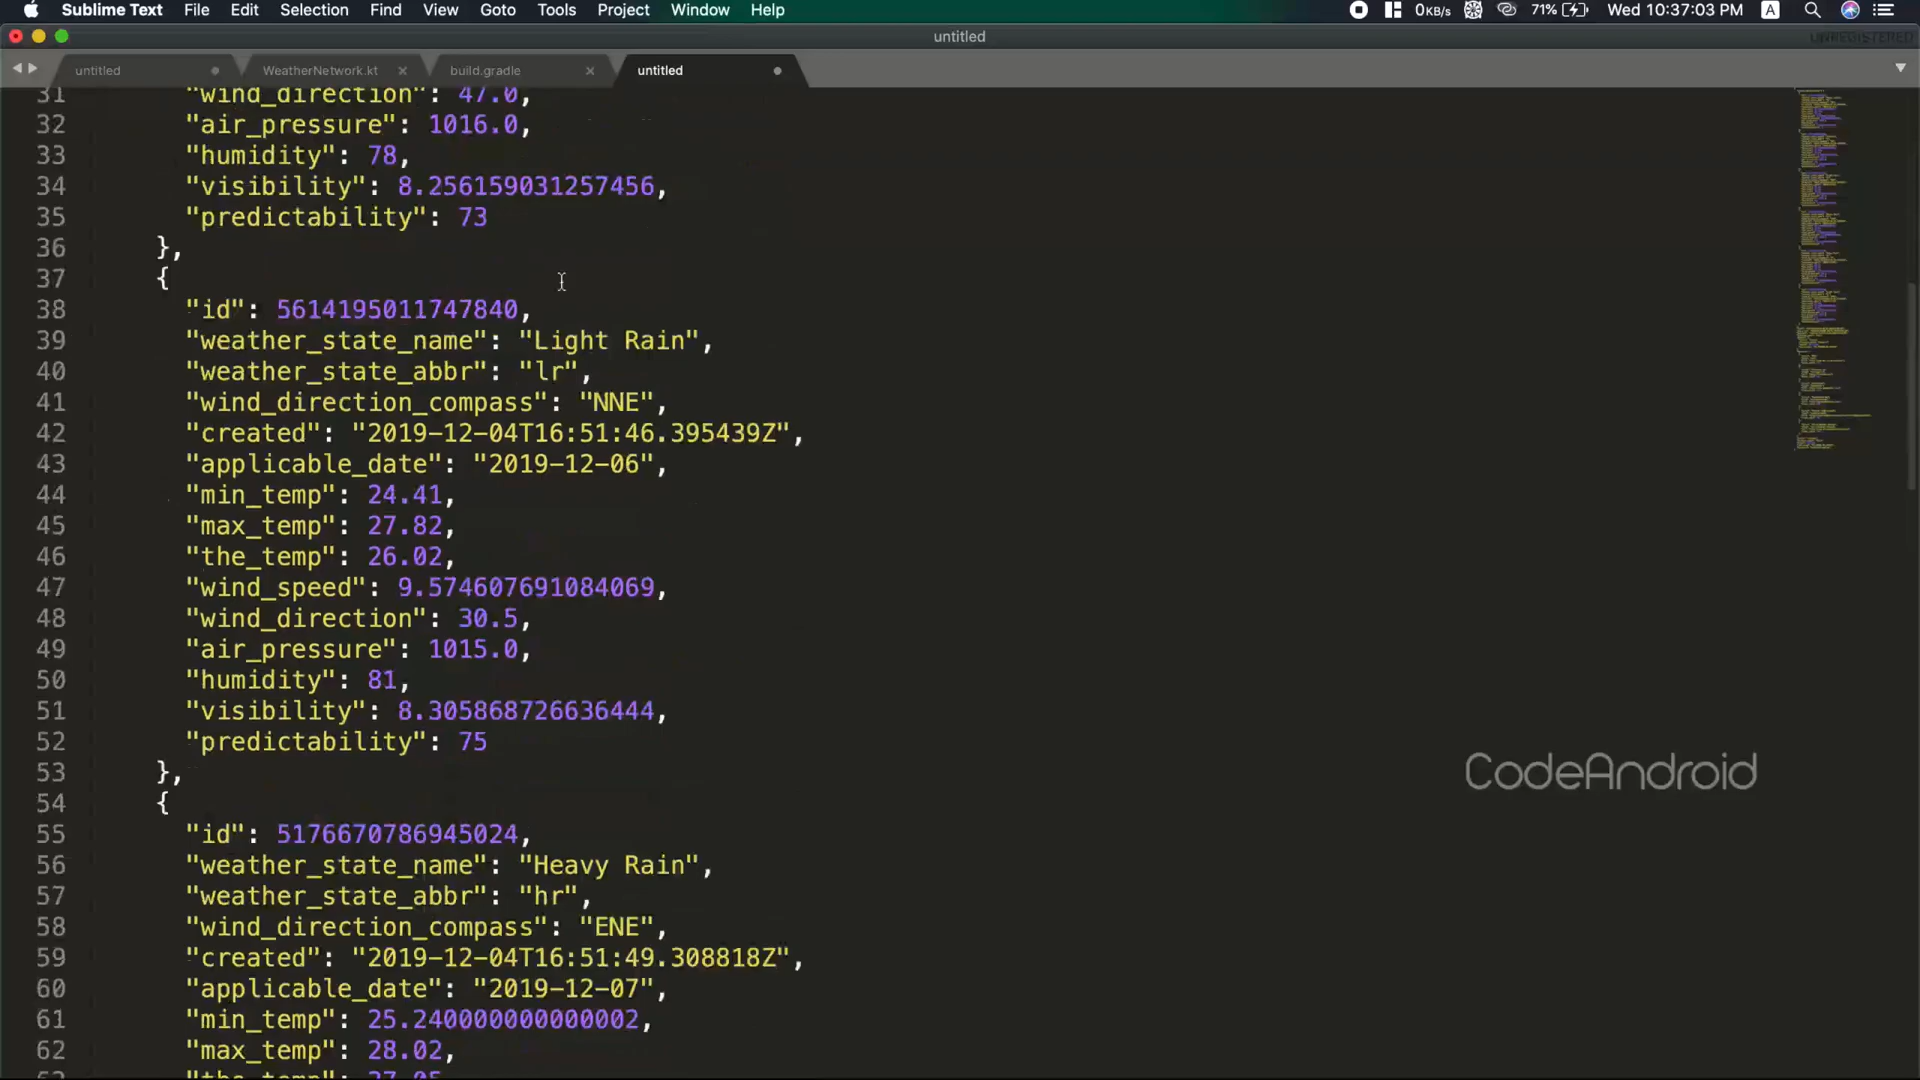 Sublime Text File Edit Selection Find View Goto Tools Project Window Help 0KB/s 71% Wed 10:37:03 PM A
untitled UNREGISTERED
untitled WeatherNetwork.kt build.gradle untitled
31 "wind_direction": 47.0,
32 "air_pressure": 1016.0,
33 "humidity": 78,
34 "visibility": 8.256159031257456,
35 "predictability": 73
36 },
37 {
38 "id": 5614195011747840,
39 "weather_state_name": "Light Rain",
40 "weather_state_abbr": "lr",
41 "wind_direction_compass": "NNE",
42 "created": "2019-12-04T16:51:46.395439Z",
43 "applicable_date": "2019-12-06",
44 "min_temp": 24.41,
45 "max_temp": 27.82,
46 "the_temp": 26.02,
47 "wind_speed": 9.574607691084069,
48 "wind_direction": 30.5,
49 "air_pressure": 1015.0,
50 "humidity": 81,
51 "visibility": 8.305868726636444,
52 "predictability": 75
53 },
54 {
55 "id": 5176670786945024,
56 "weather_state_name": "Heavy Rain",
57 "weather_state_abbr": "hr",
58 "wind_direction_compass": "ENE",
59 "created": "2019-12-04T16:51:49.308818Z",
60 "applicable_date": "2019-12-07",
61 "min_temp": 25.240000000000002,
62 "max_temp": 28.02,
CodeAndroid